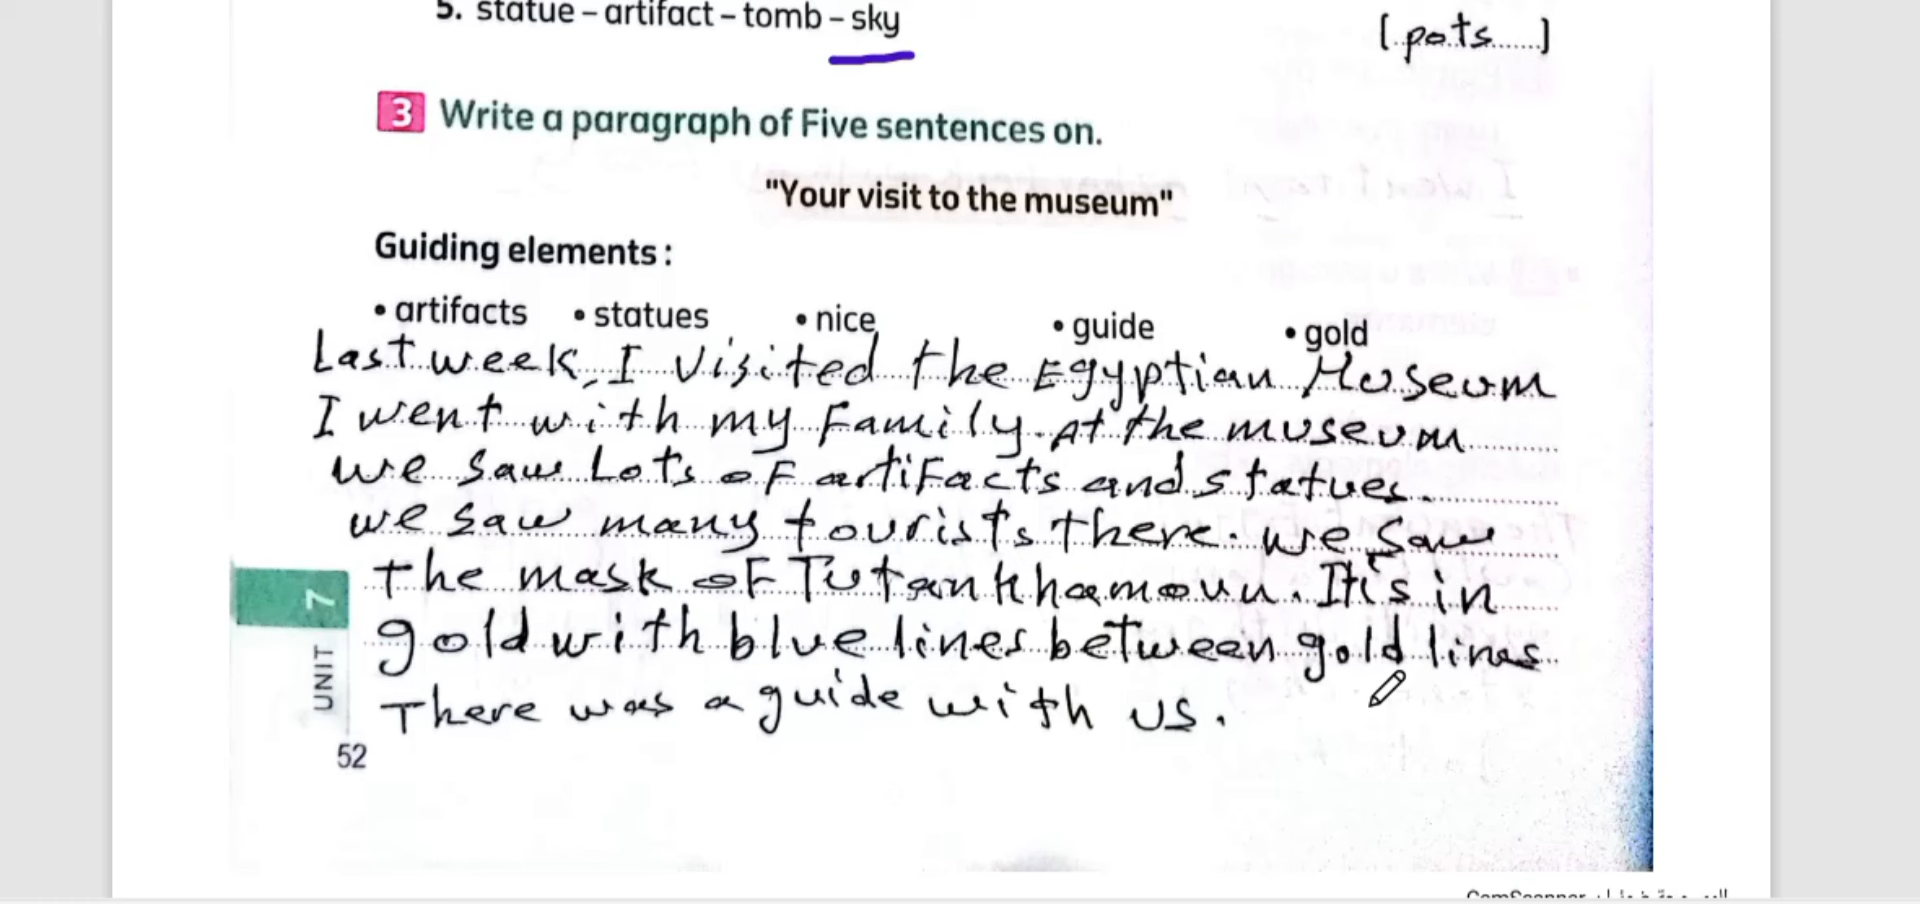 5. statue – artifact – tomb – sky
[ pots ]
3 Write a paragraph of Five sentences on.
"Your visit to the museum"
Guiding elements :
• artifacts • statues • nice • guide • gold
Last week, I visited the Egyptian Museum
I went with my Family. At the museum
we saw Lots of artifacts and statues.
we saw many tourists there. we saw
the mask of Tutankhamoun. It's in
gold with blue lines between gold lines
There was a guide with us.
UNIT 7
52
CamScanner